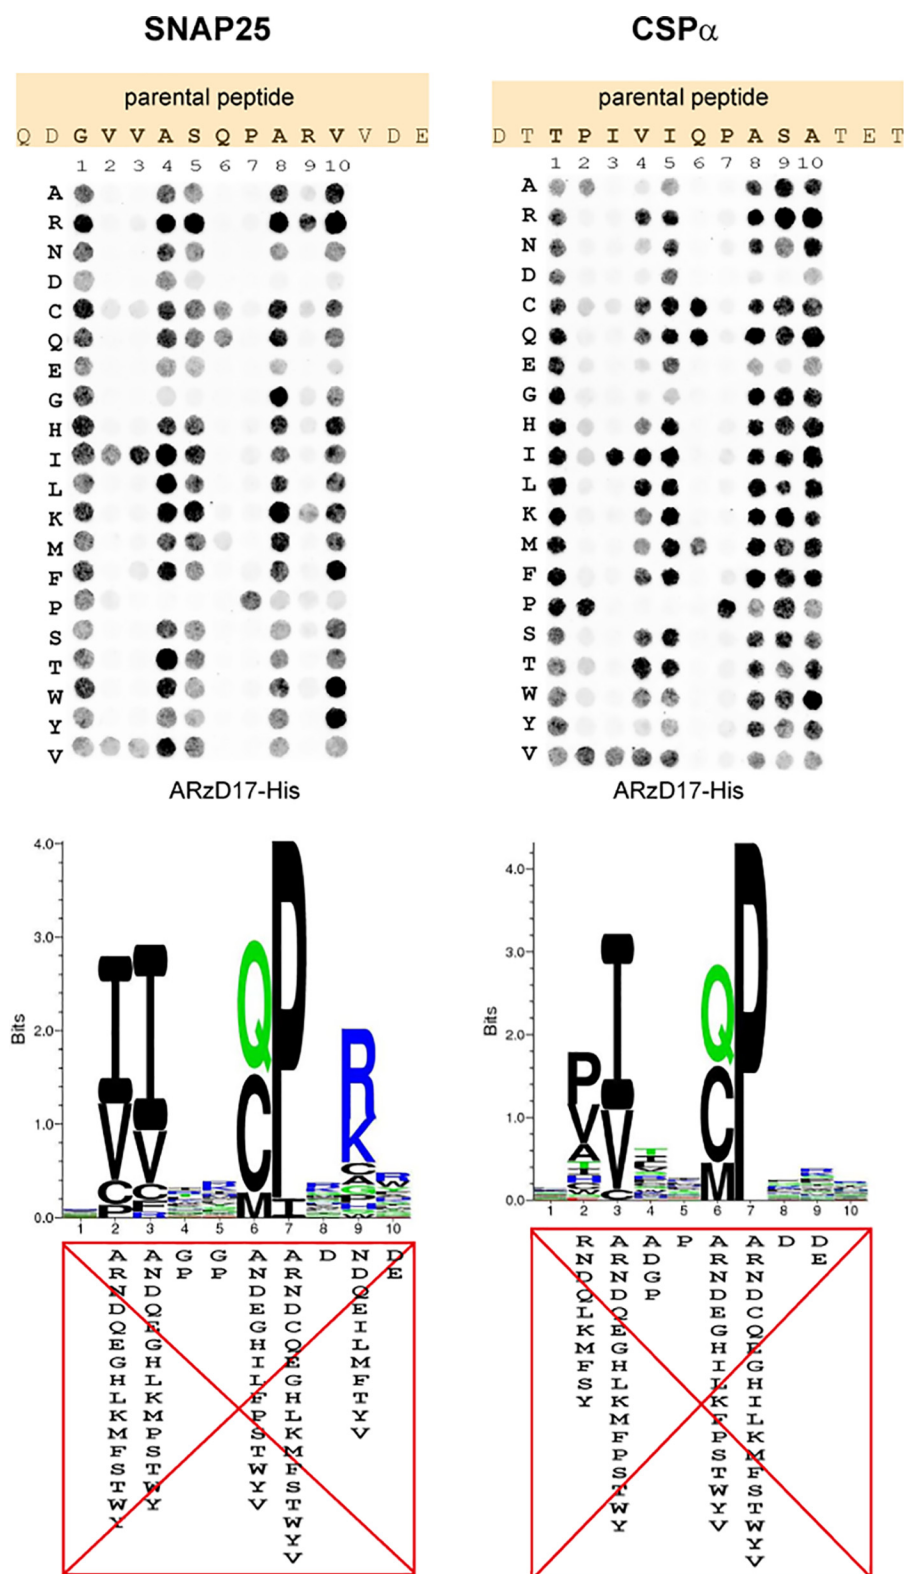 SNAP25
parental peptide
Q D G V V A S Q P A R V V D E
1 2 3 4 5 6 7 8 9 10
A
R
N
D
C
Q
E
G
H
I
L
K
M
F
P
S
T
W
Y
V
ARzD17-His
CSPα
parental peptide
D T T P I V I Q P A S A T E T
1 2 3 4 5 6 7 8 9 10
A
R
N
D
C
Q
E
G
H
I
L
K
M
F
P
S
T
W
Y
V
ARzD17-His
Bits
4.0
3.0
2.0
1.0
0.0
I I Q P R
V V C K
C C M I C
1 2 3 4 5 6 7 8 9 10
A A G G A A D N D
R N P P N R D E
N D D N Q
D Q E D E
Q E G C I
E G H Q L
G H I E M
H L L G F
L K F H T
K M P L Y
M P S K V
F S T M
S T W F
T W Y S
W Y V T
Y W
Y
V
Bits
4.0
3.0
2.0
1.0
0.0
P I Q P
V V C
A C M
1 2 3 4 5 6 7 8 9 10
R A A P A A D D
N R D R R E
D N G N N
Q D P D D
L Q E C
K E G Q
M G H E
F H I G
S L L H
Y K K I
M F L
F P K
P S M
S T F
T W S
W Y T
Y V W
Y
V